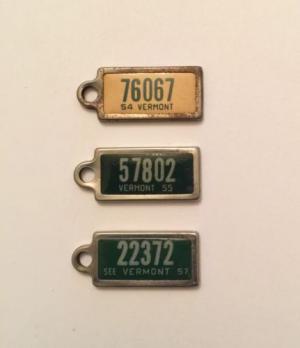 76067
54 VERMONT
57802
VERMONT 55
22372
SEE VERMONT 57